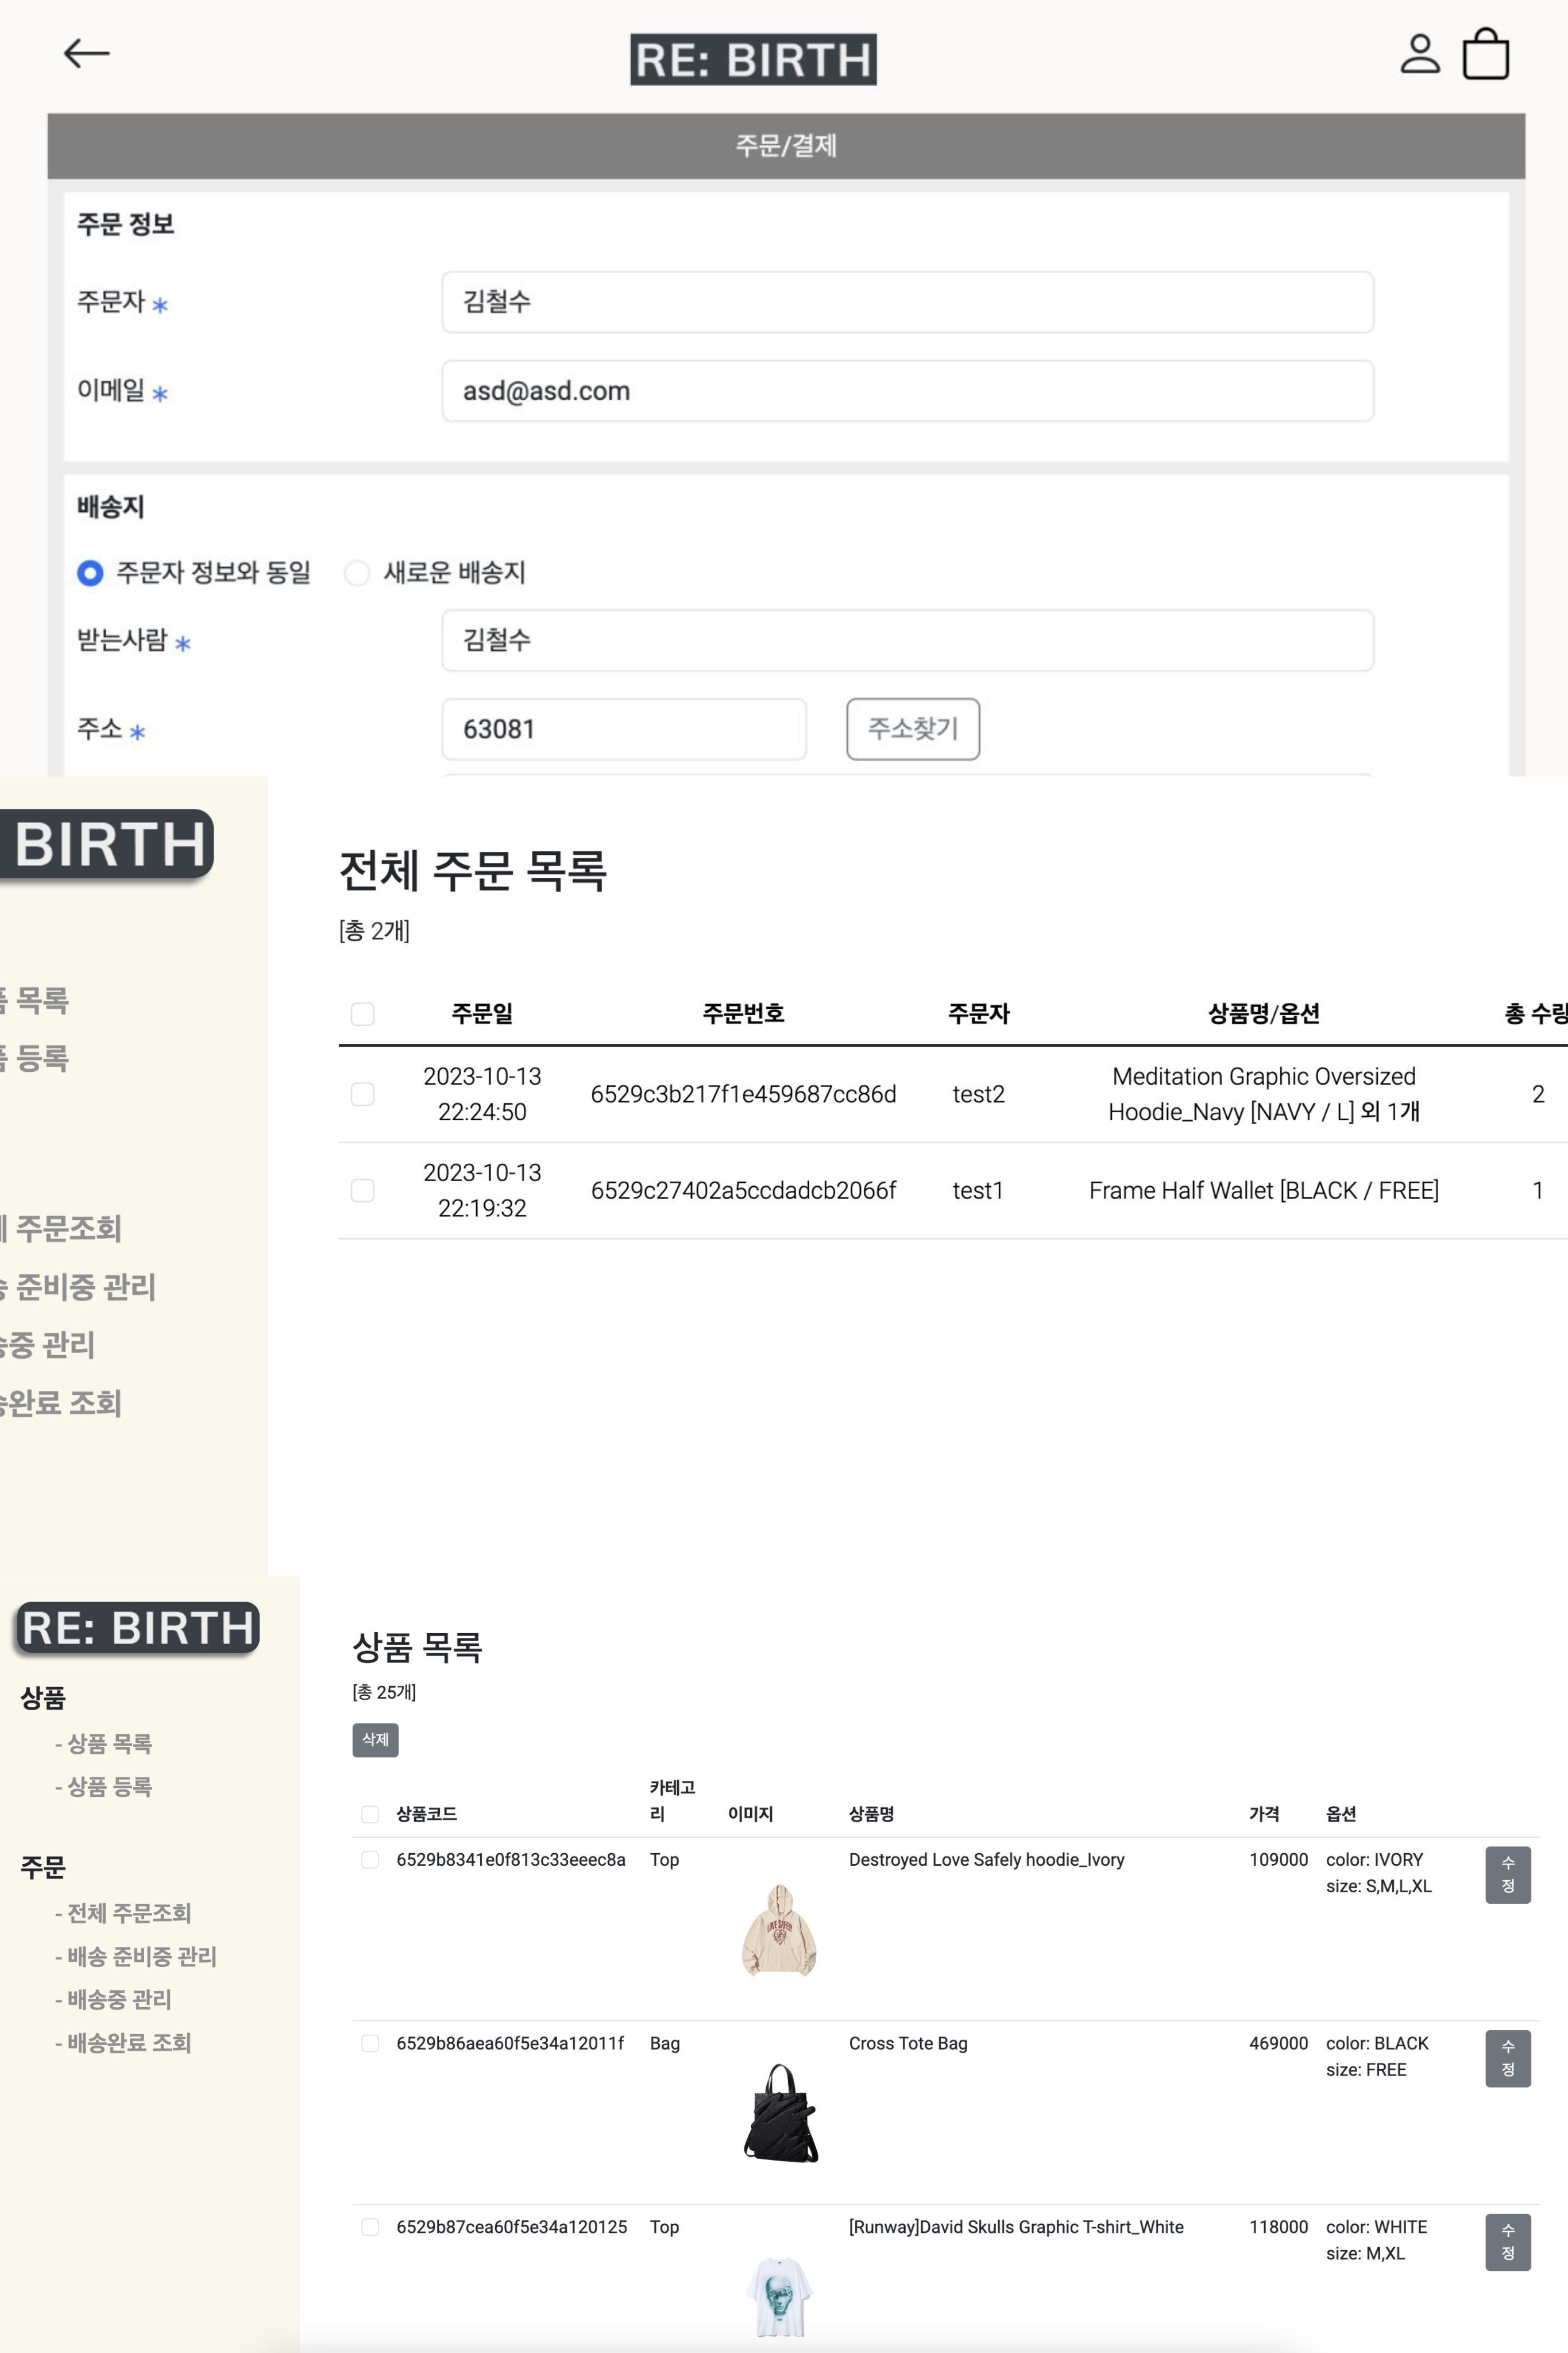 RE: BIRTH
주문/결제
주문 정보
주문자 *
김철수
이메일 *
asd@asd.com
배송지
주문자 정보와 동일
새로운 배송지
받는사람 *
김철수
주소 *
63081
주소찾기
BIRTH
목록
등록
주문조회
준비중 관리
중 관리
완료 조회
전체 주문 목록
[총 2개]
주문일 주문번호 주문자 상품명/옵션 총 수량
2023-10-13
22:24:50
6529c3b217f1e459687cc86d
test2
Meditation Graphic Oversized
Hoodie_Navy [NAVY / L] 외 1개
2
2023-10-13
22:19:32
6529c27402a5ccdadcb2066f
test1
Frame Half Wallet [BLACK / FREE]
1
RE: BIRTH
상품
- 상품 목록
- 상품 등록
주문
- 전체 주문조회
- 배송 준비중 관리
- 배송중 관리
- 배송완료 조회
상품 목록
[총 25개]
삭제
상품코드
카테고
리
이미지
상품명
가격
옵션
6529b8341e0f813c33eeec8a
Top
LOVE SAFELY
Destroyed Love Safely hoodie_Ivory
109000
color: IVORY
size: S,M,L,XL
수
정
6529b86aea60f5e34a12011f
Bag
Cross Tote Bag
469000
color: BLACK
size: FREE
수
정
6529b87cea60f5e34a120125
Top
[Runway]David Skulls Graphic T-shirt_White
118000
color: WHITE
size: M,XL
수
정